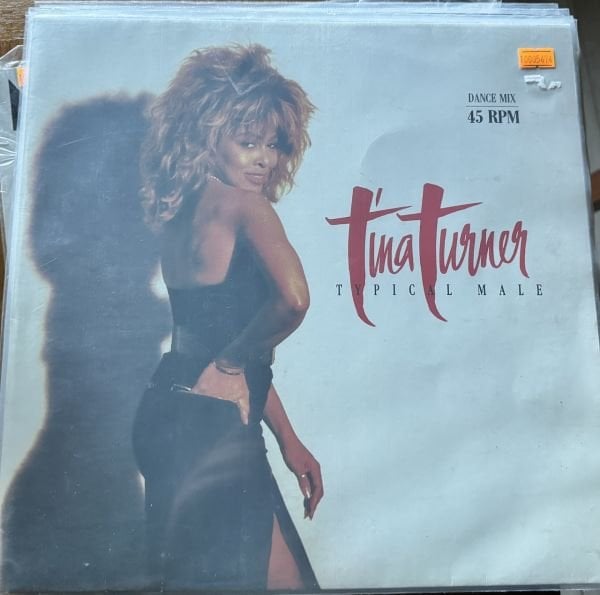 DANCE MIX
45 RPM
Tina Turner
TYPICAL MALE